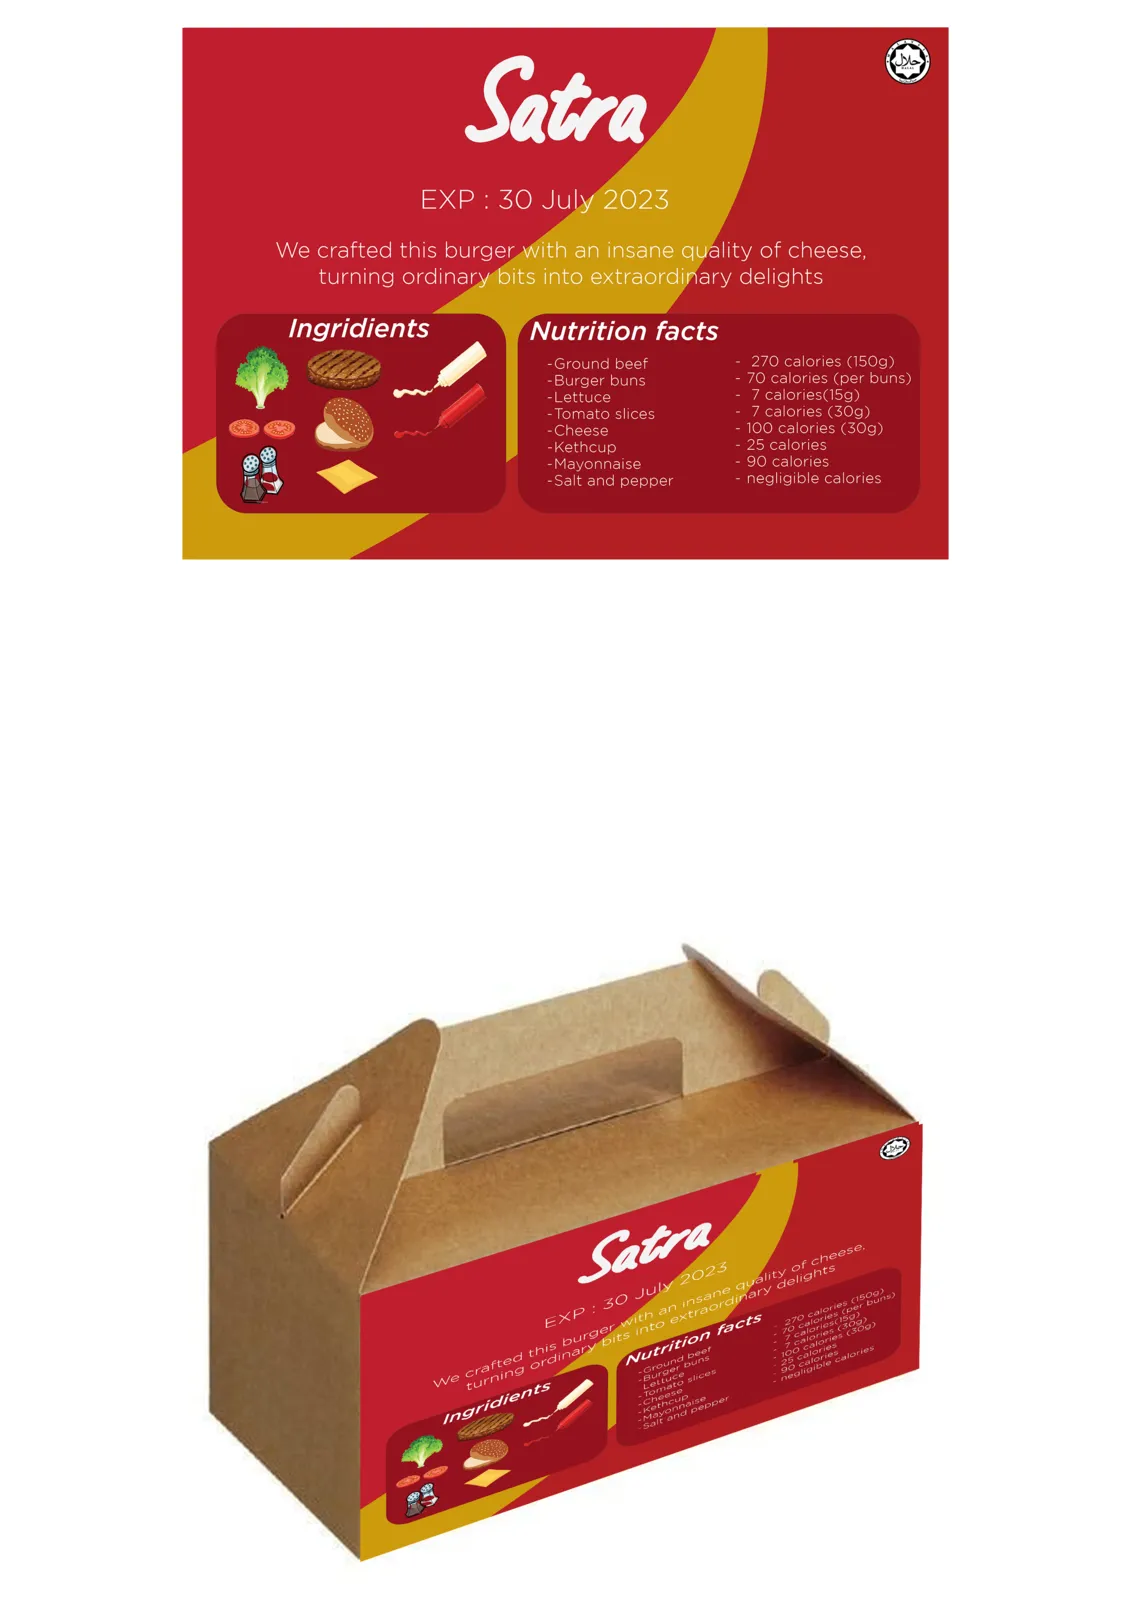 Satra
حلال
HALAL
EXP : 30 July 2023
We crafted this burger with an insane quality of cheese,
turning ordinary bits into extraordinary delights
Ingridients
Nutrition facts
-Ground beef - 270 calories (150g)
-Burger buns - 70 calories (per buns)
-Lettuce - 7 calories(15g)
-Tomato slices - 7 calories (30g)
-Cheese - 100 calories (30g)
-Kethcup - 25 calories
-Mayonnaise - 90 calories
-Salt and pepper - negligible calories
حلال
Satra
EXP : 30 July 2023
We crafted this burger with an insane quality of cheese,
turning ordinary bits into extraordinary delights
Ingridients
Nutrition facts
-Ground beef - 270 calories (150g)
-Burger buns - 70 calories (per buns)
-Lettuce - 7 calories(15g)
-Tomato slices - 7 calories (30g)
-Cheese - 100 calories (30g)
-Kethcup - 25 calories
-Mayonnaise - 90 calories
-Salt and pepper - negligible calories